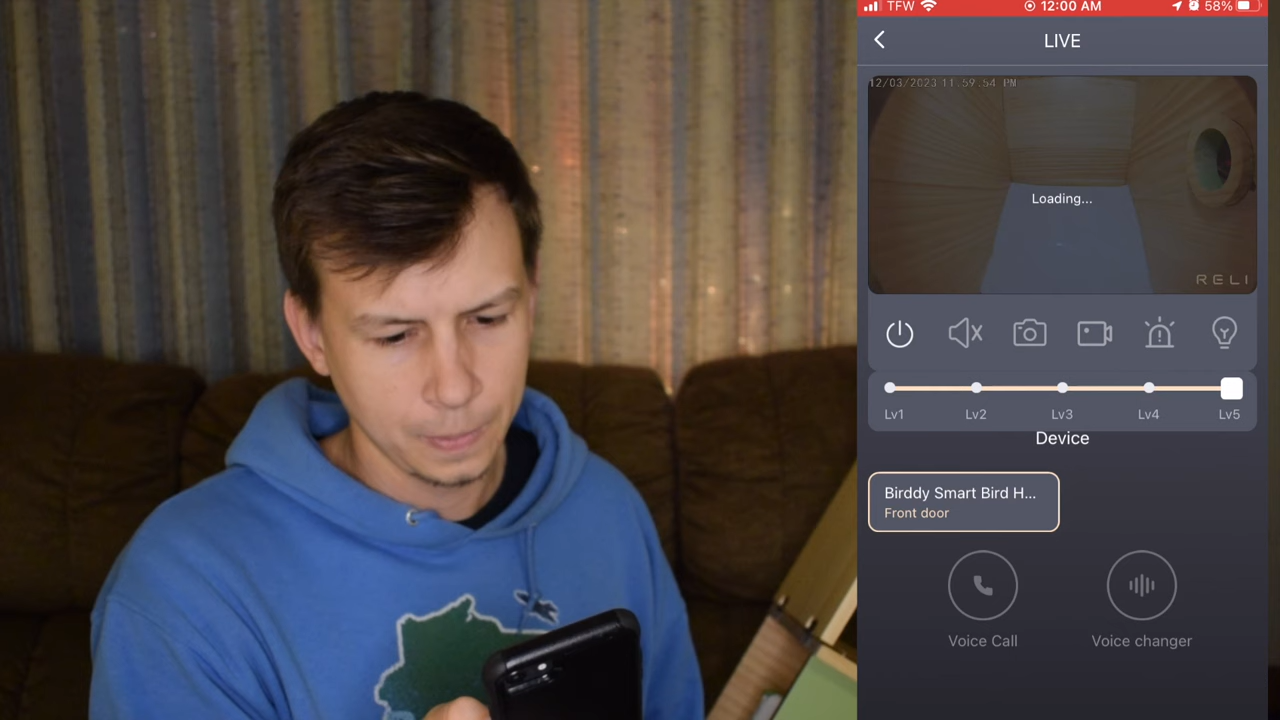 TFW
12:00 AM
58%
LIVE
12/03/2023 11:59:54 PM
Loading...
RELI
Lv1
Lv2
Lv3
Lv4
Lv5
Device
Birddy Smart Bird H...
Front door
Voice Call
Voice changer